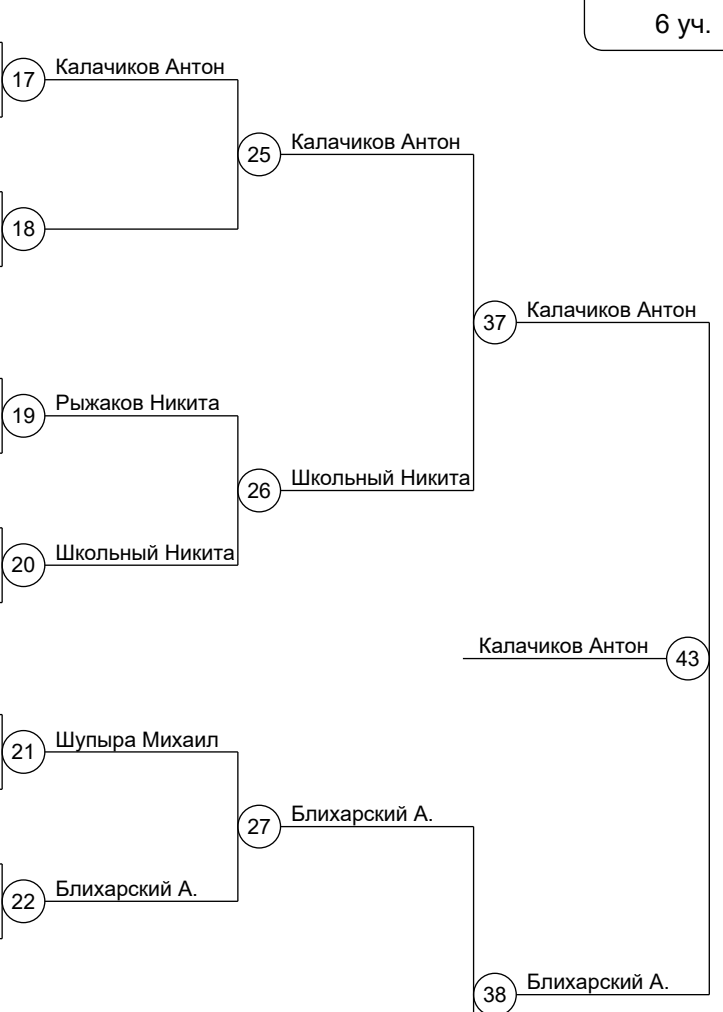 6 уч.
17 Калачиков Антон
25 Калачиков Антон
18
37 Калачиков Антон
19 Рыжаков Никита
26 Школьный Никита
20 Школьный Никита
Калачиков Антон 43
21 Шупыра Михаил
27 Блихарский А.
22 Блихарский А.
38 Блихарский А.